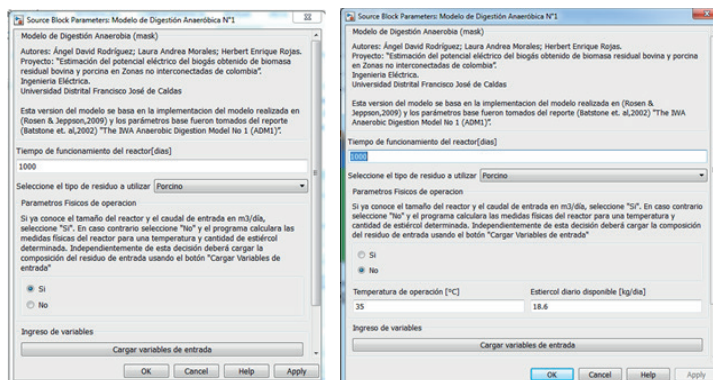 Source Block Parameters: Modelo de Digestión Anaeróbica N°1
Modelo de Digestión Anaerobia (mask)
Autores: Ángel David Rodríguez; Laura Andrea Morales; Herbert Enrique Rojas.
Proyecto: "Estimación del potencial eléctrico del biogás obtenido de biomasa
residual bovina y porcina en Zonas no interconectadas de colombia".
Ingenieria Eléctrica.
Universidad Distrital Francisco José de Caldas
Esta version del modelo se basa en la implementacion del modelo realizada en
(Rosen &
Jeppson,2009) y los parámetros base fueron tomados del reporte
(Batstone et. al,2002) "The IWA Anaerobic Digestion Model No 1 (ADM1)".
Tiempo de funcionamiento del reactor[dias]
1000
Seleccione el tipo de residuo a utilizar Porcino
Parametros Fisicos de operacion
Si ya conoce el tamaño del reactor y el caudal de entrada en m3/día,
seleccione "Si". En caso contrario seleccione "No" y el programa calculara las
medidas físicas del reactor para una temperatura y cantidad de estiércol
determinada. Independientemente de esta decisión deberá cargar la
composición del residuo de entrada usando el botón "Cargar Variables de
entrada"
Si
No
Ingreso de variables
Cargar variables de entrada
OK Cancel Help Apply
Source Block Parameters: Modelo de Digestión Anaeróbica N°1
Modelo de Digestión Anaerobia (mask)
Autores: Ángel David Rodríguez; Laura Andrea Morales; Herbert Enrique Rojas.
Proyecto: "Estimación del potencial eléctrico del biogás obtenido de biomasa
residual bovina y porcina
en Zonas no interconectadas de colombia".
Ingenieria Eléctrica.
Universidad Distrital Francisco José de Caldas
Esta version del modelo se basa en la implementacion del modelo realizada en
(Rosen &
Jeppson,2009) y los parámetros base fueron tomados del reporte (Batstone et. al,2002) "The IWA
Anaerobic Digestion Model No 1 (ADM1)".
Tiempo de funcionamiento del reactor[dias]
1000
Seleccione el tipo de residuo a utilizar Porcino
Parametros Fisicos de operacion
Si ya conoce el tamaño del reactor y el caudal de entrada en m3/día, seleccione "Si". En caso contrario
seleccione "No" y el programa calculara las medidas físicas del reactor para una temperatura y
cantidad de estiércol determinada. Independientemente de esta decisión deberá cargar la composición
del residuo de entrada usando el botón "Cargar Variables de entrada"
Si
No
Temperatura de operación [°C] Estiercol diario disponible [kg/dia]
35 18.6
Ingreso de variables
Cargar variables de entrada
OK Cancel Help Apply